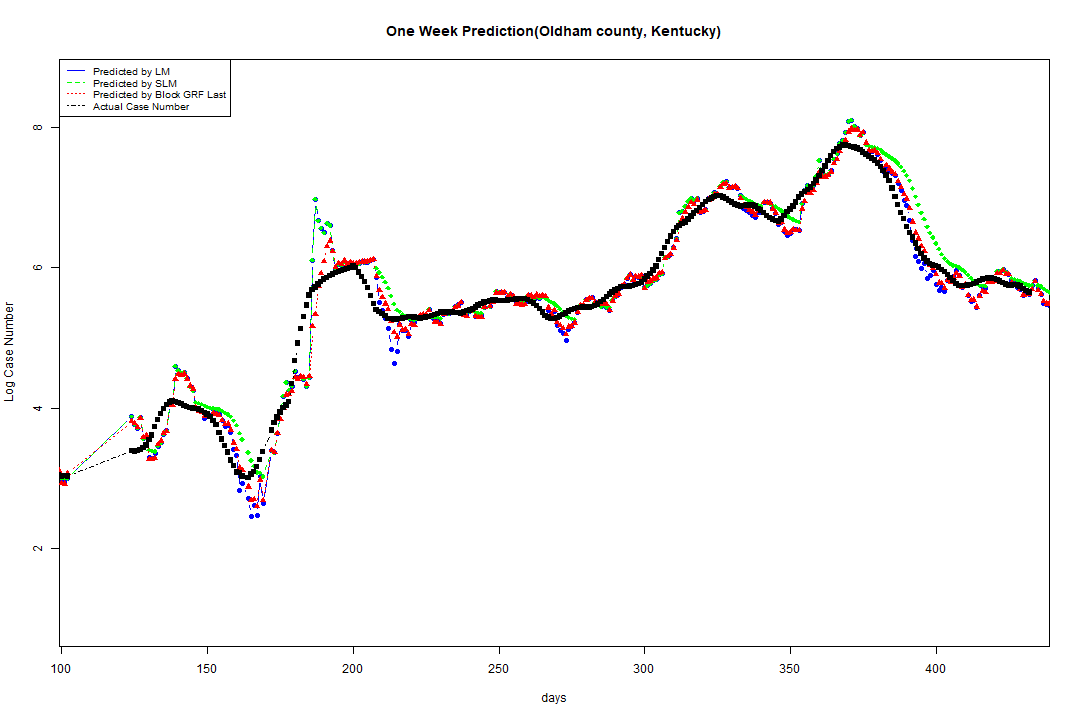 One Week Prediction(Oldham county, Kentucky)
Predicted by LM
Predicted by SLM
Predicted by Block GRF Last
Actual Case Number
8
6
4
2
Log Case Number
100 150 200 250 300 350 400
days